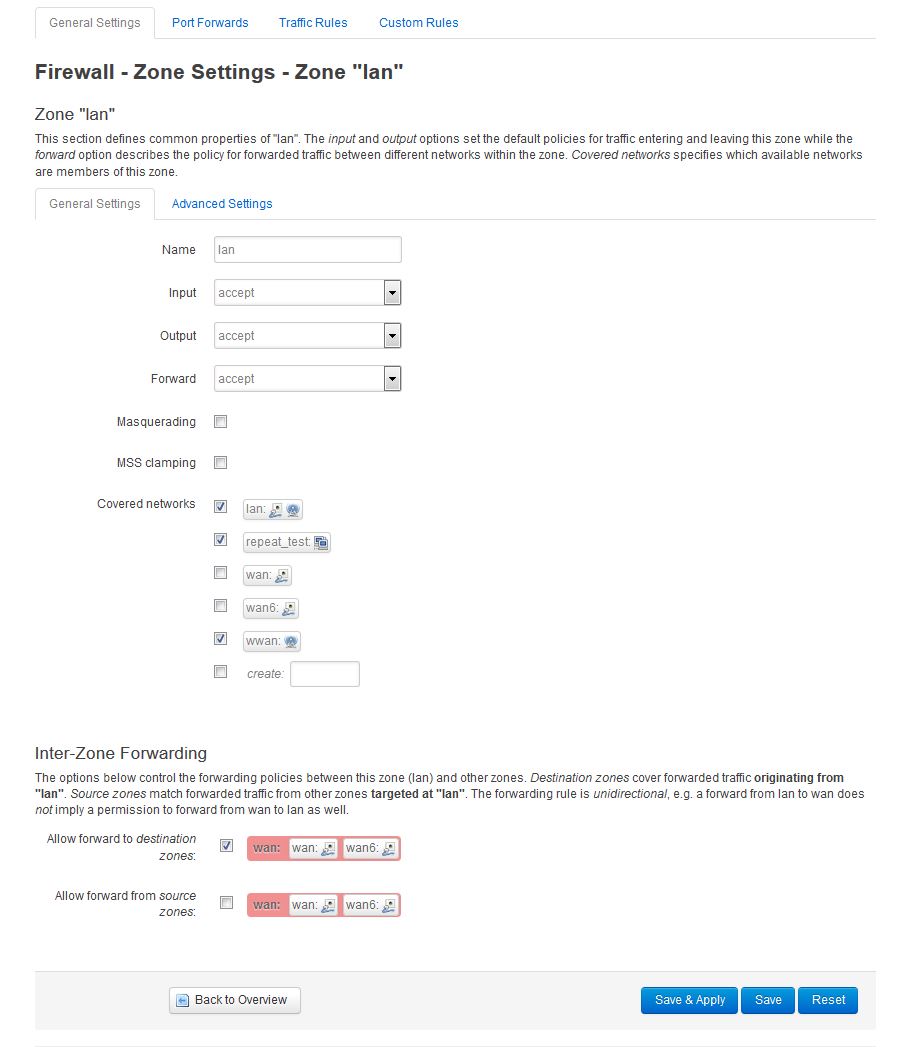 General Settings Port Forwards Traffic Rules Custom Rules
Firewall - Zone Settings - Zone "lan"
Zone "lan"
This section defines common properties of "lan". The input and output options set the default policies for traffic entering and leaving this zone while the
forward option describes the policy for forwarded traffic between different networks within the zone. Covered networks specifies which available networks
are members of this zone.
General Settings Advanced Settings
Name lan
Input accept
Output accept
Forward accept
Masquerading
MSS clamping
Covered networks lan:
repeat_test:
wan:
wan6:
wwan:
create:
Inter-Zone Forwarding
The options below control the forwarding policies between this zone (lan) and other zones. Destination zones cover forwarded traffic originating from
"lan". Source zones match forwarded traffic from other zones targeted at "lan". The forwarding rule is unidirectional, e.g. a forward from lan to wan does
not imply a permission to forward from wan to lan as well.
Allow forward to destination
zones:
wan: wan: wan6:
Allow forward from source
zones:
wan: wan: wan6:
Back to Overview Save & Apply Save Reset